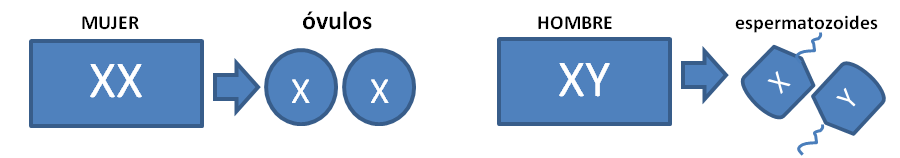 MUJER
óvulos
XX
X
X
HOMBRE
espermatozoides
XY
X
Y